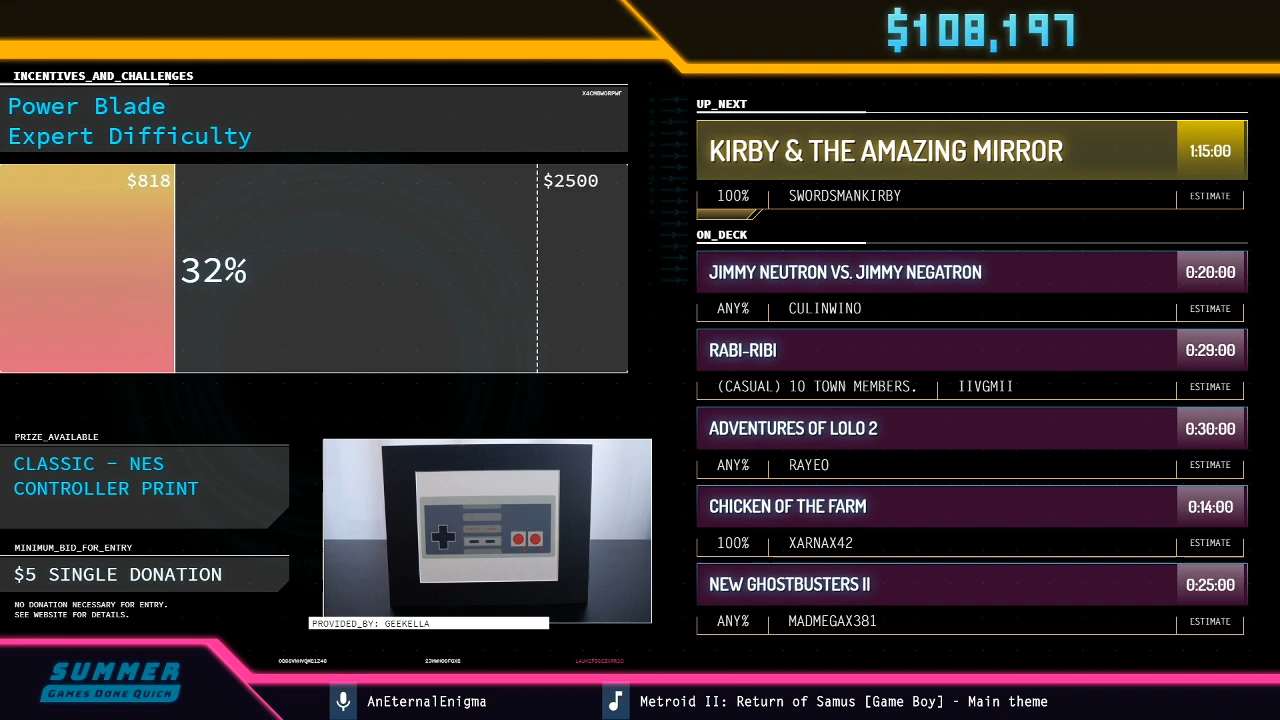 $108,197
INCENTIVES_AND_CHALLENGES
Power Blade
Expert Difficulty
$818
$2500
32%
UP_NEXT
KIRBY & THE AMAZING MIRROR
1:15:00
100%
SWORDSMANKIRBY
ESTIMATE
ON_DECK
JIMMY NEUTRON VS. JIMMY NEGATRON
0:20:00
ANY%
CULINWINO
ESTIMATE
RABI-RIBI
0:29:00
(CASUAL) 10 TOWN MEMBERS.
IIVGMII
ESTIMATE
ADVENTURES OF LOLO 2
0:30:00
ANY%
RAYEO
ESTIMATE
CHICKEN OF THE FARM
0:14:00
100%
XARNAX42
ESTIMATE
NEW GHOSTBUSTERS II
0:25:00
ANY%
MADMEGAX381
ESTIMATE
PRIZE_AVAILABLE
CLASSIC - NES
CONTROLLER PRINT
MINIMUM_BID_FOR_ENTRY
$5 SINGLE DONATION
NO DONATION NECESSARY FOR ENTRY.
SEE WEBSITE FOR DETAILS.
PROVIDED_BY: GEEKELLA
SUMMER
GAMES DONE QUICK
AnEternalEnigma
Metroid II: Return of Samus [Game Boy] - Main theme